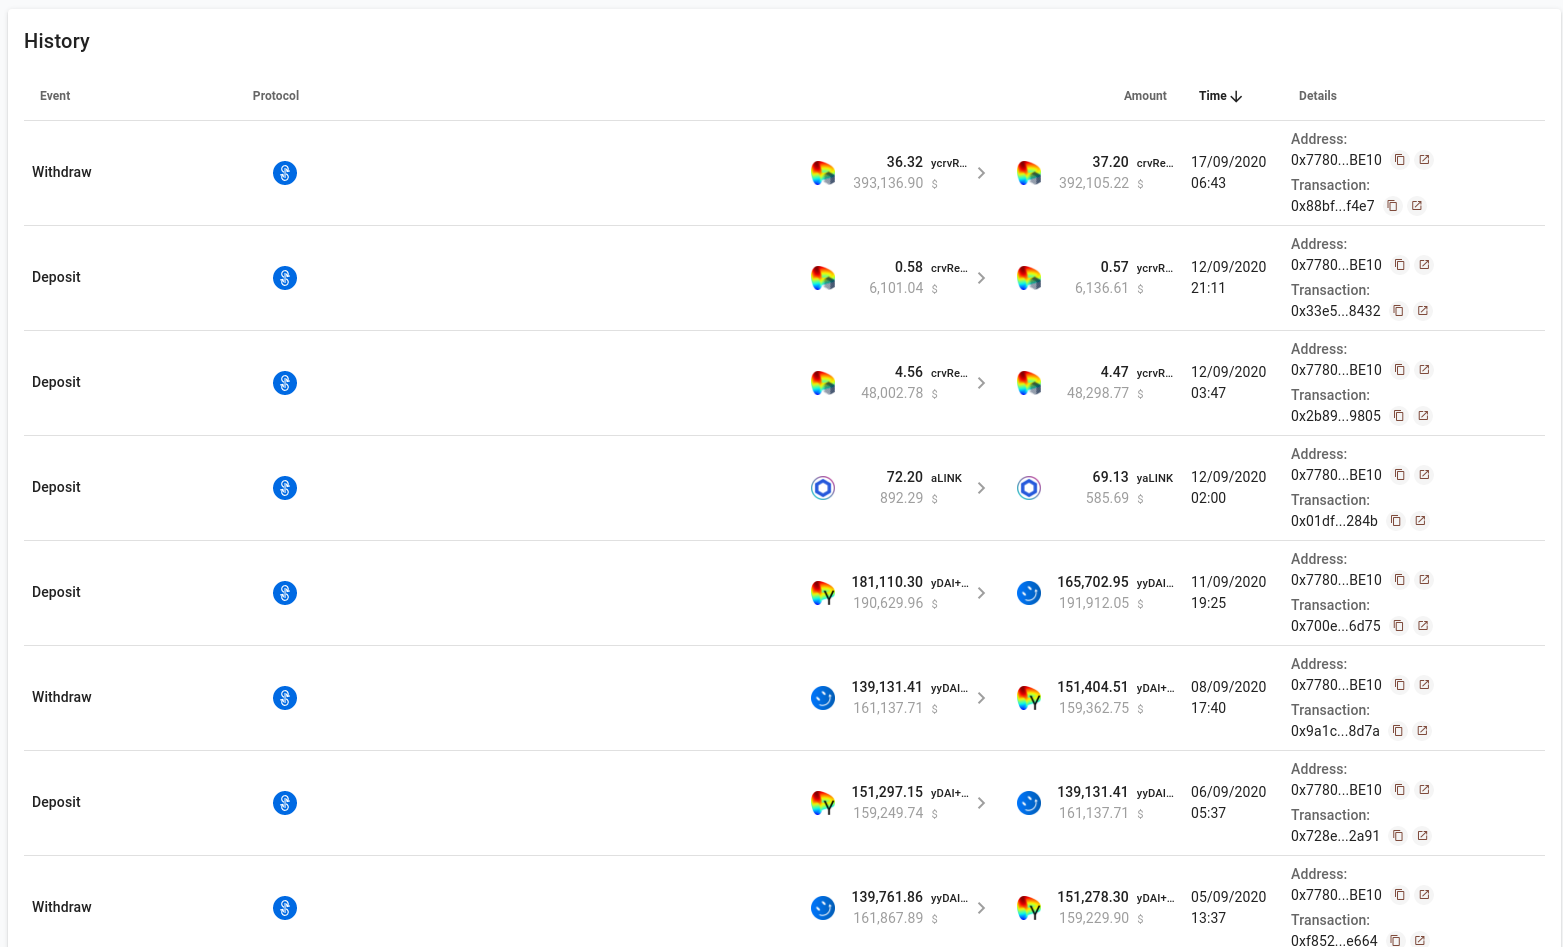 History
Event Protocol Amount Time Details
Withdraw
36.32 ycrvR...
393,136.90 $
37.20 crvRe...
392,105.22 $
17/09/2020
06:43
Address:
0x7780...BE10
Transaction:
0x88bf...f4e7
Deposit
0.58 crvRe...
6,101.04 $
0.57 ycrvR...
6,136.61 $
12/09/2020
21:11
Address:
0x7780...BE10
Transaction:
0x33e5...8432
Deposit
4.56 crvRe...
48,002.78 $
4.47 ycrvR...
48,298.77 $
12/09/2020
03:47
Address:
0x7780...BE10
Transaction:
0x2b89...9805
Deposit
72.20 aLINK
892.29 $
69.13 yaLINK
585.69 $
12/09/2020
02:00
Address:
0x7780...BE10
Transaction:
0x01df...284b
Deposit
181,110.30 yDAI+...
190,629.96 $
165,702.95 yyDAI...
191,912.05 $
11/09/2020
19:25
Address:
0x7780...BE10
Transaction:
0x700e...6d75
Withdraw
139,131.41 yyDAI...
161,137.71 $
151,404.51 yDAI+...
159,362.75 $
08/09/2020
17:40
Address:
0x7780...BE10
Transaction:
0x9a1c...8d7a
Deposit
151,297.15 yDAI+...
159,249.74 $
139,131.41 yyDAI...
161,137.71 $
06/09/2020
05:37
Address:
0x7780...BE10
Transaction:
0x728e...2a91
Withdraw
139,761.86 yyDAI...
161,867.89 $
151,278.30 yDAI+...
159,229.90 $
05/09/2020
13:37
Address:
0x7780...BE10
Transaction:
0xf852...e664